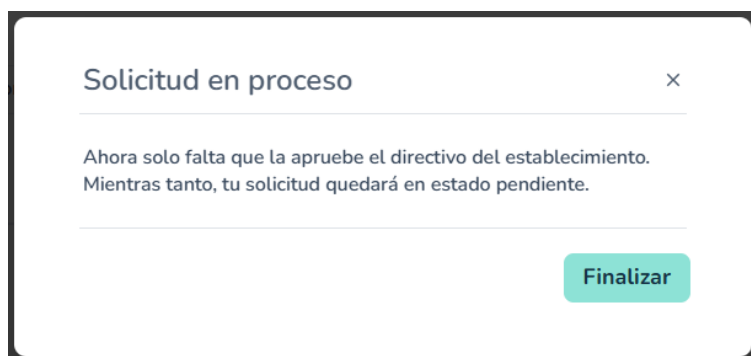 Solicitud en proceso ×
Ahora solo falta que la apruebe el directivo del establecimiento.
Mientras tanto, tu solicitud quedará en estado pendiente.
Finalizar